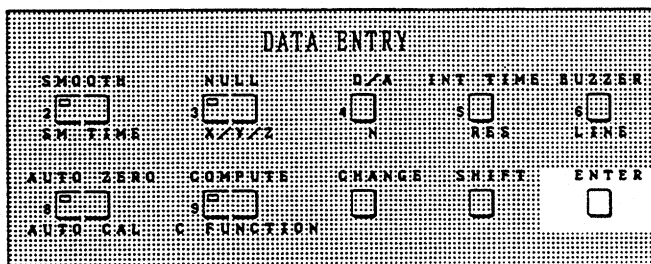 DATA ENTRY
SMOOTH NULL D/A INT TIME BUZZER
2 3 4 5 6
SM TIME X/Y/Z N RES LINE
AUTO ZERO COMPUTE CHANGE SHIFT ENTER
8 9
AUTO CAL C FUNCTION